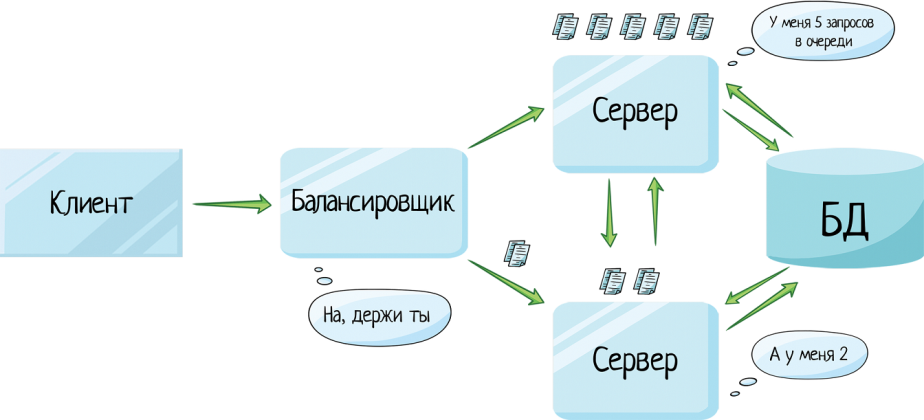 У меня 5 запросов
в очереди
Сервер
Клиент
Балансировщик
БД
На, держи ты
Сервер
А у меня 2